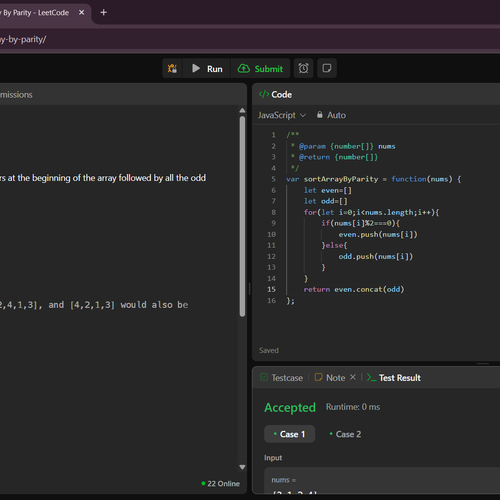 By Parity - LeetCode
ay-by-parity/
Run
Submit
missions
rs at the beginning of the array followed by all the odd
2,4,1,3], and [4,2,1,3] would also be
22 Online
Code
JavaScript
Auto
1 /**
2 * @param {number[]} nums
3 * @return {number[]}
4 */
5 var sortArrayByParity = function(nums) {
6 let even=[]
7 let odd=[]
8 for(let i=0;i<nums.length;i++){
9 if(nums[i]%2===0){
10 even.push(nums[i])
11 }else{
12 odd.push(nums[i])
13 }
14 }
15 return even.concat(odd)
16 };
Saved
Testcase
Note
Test Result
Accepted
Runtime: 0 ms
Case 1
Case 2
Input
nums =
[3,1,2,4]